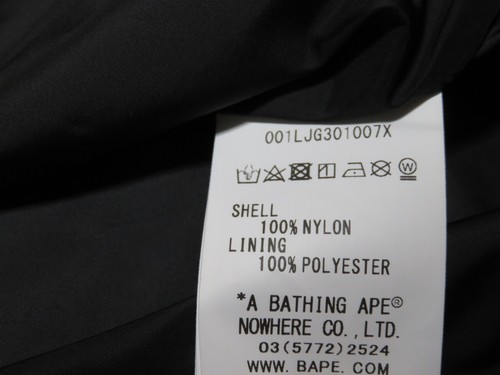 001LJG301007X
SHELL
100% NYLON
LINING
100% POLYESTER
*A BATHING APE®
NOWHERE CO.,LTD.
03(5772)2524
WWW.BAPE.COM